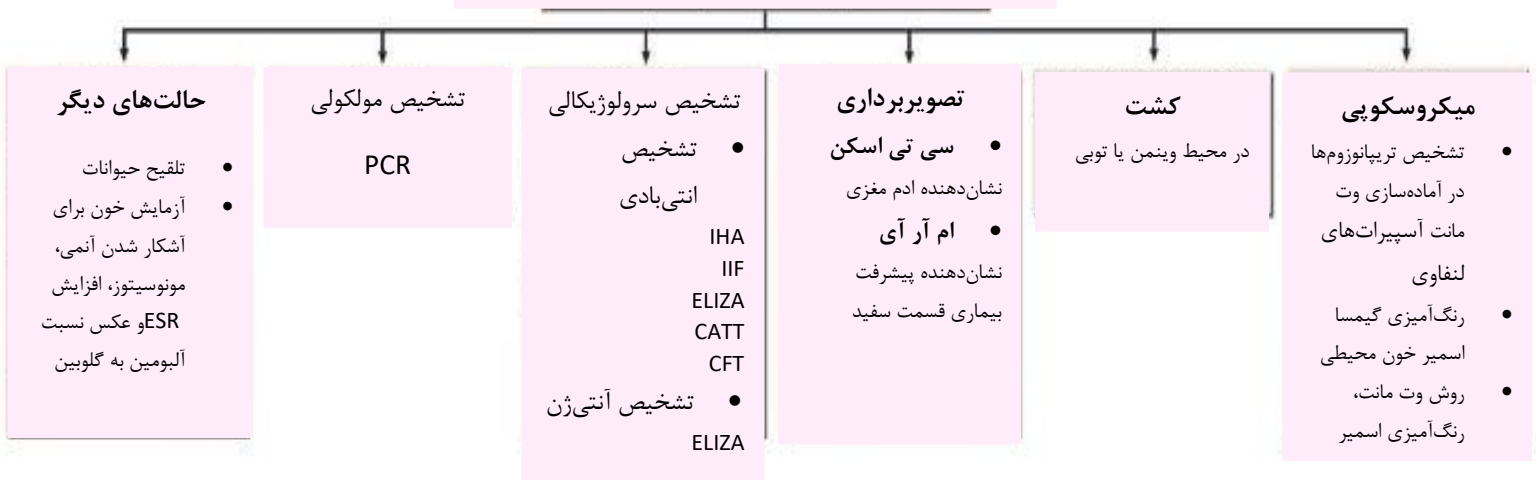 میکروسکوپی
• تشخیص تریپانوزوم‌ها
در آماده‌سازی وت
مانت آسپیرات‌های
لنفاوی
• رنگ‌آمیزی گیمسا
اسمیر خون محیطی
• روش وت مانت،
رنگ‌آمیزی اسمیر
کشت
در محیط وینمن یا توبی
تصویربرداری
• سی تی اسکن
نشان‌دهنده ادم مغزی
• ام آر آی
نشان‌دهنده پیشرفت
بیماری قسمت سفید
تشخیص سرولوژیکالی
• تشخیص
انتی‌بادی
IHA
IIF
ELIZA
CATT
CFT
• تشخیص آنتی‌ژن
ELIZA
تشخیص مولکولی
PCR
حالت‌های دیگر
• تلقیح حیوانات
• آزمایش خون برای
آشکار شدن آنمی،
مونوسیتوز، افزایش
ESRو عکس نسبت
آلبومین به گلوبین